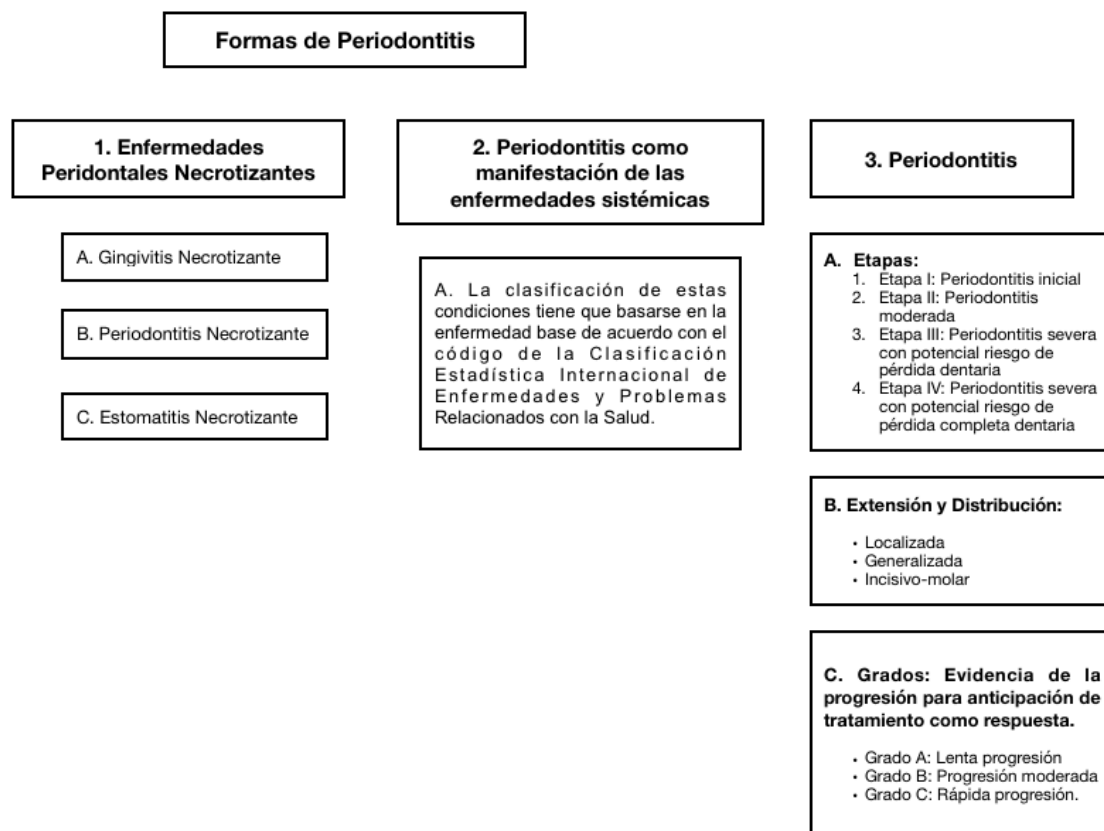 Formas de Periodontitis
1. Enfermedades
Peridontales Necrotizantes
A. Gingivitis Necrotizante
B. Periodontitis Necrotizante
C. Estomatitis Necrotizante
2. Periodontitis como
manifestación de las
enfermedades sistémicas
A. La clasificación de estas
condiciones tiene que basarse en la
enfermedad base de acuerdo con el
código de la Clasificación
Estadística Internacional de
Enfermedades y Problemas
Relacionados con la Salud.
3. Periodontitis
A. Etapas:
1. Etapa I: Periodontitis inicial
2. Etapa II: Periodontitis
moderada
3. Etapa III: Periodontitis severa
con potencial riesgo de
pérdida dentaria
4. Etapa IV: Periodontitis severa
con potencial riesgo de
pérdida completa dentaria
B. Extensión y Distribución:
• Localizada
• Generalizada
• Incisivo-molar
C. Grados: Evidencia de la
progresión para anticipación de
tratamiento como respuesta.
• Grado A: Lenta progresión
• Grado B: Progresión moderada
• Grado C: Rápida progresión.